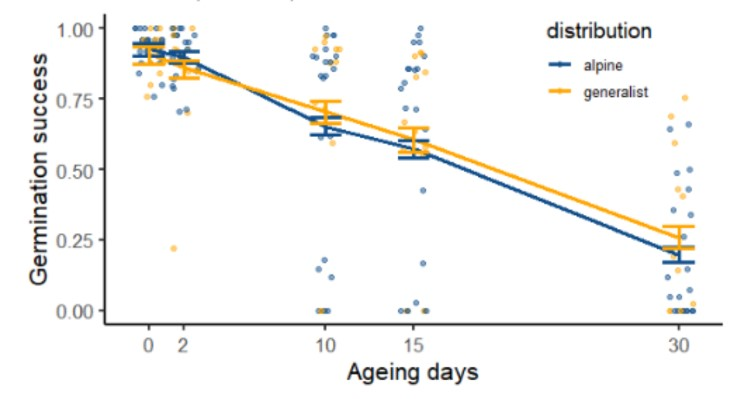 distribution
alpine
generalist
Germination success
1.00
0.75
0.50
0.25
0.00
0 2 10 15 30
Ageing days